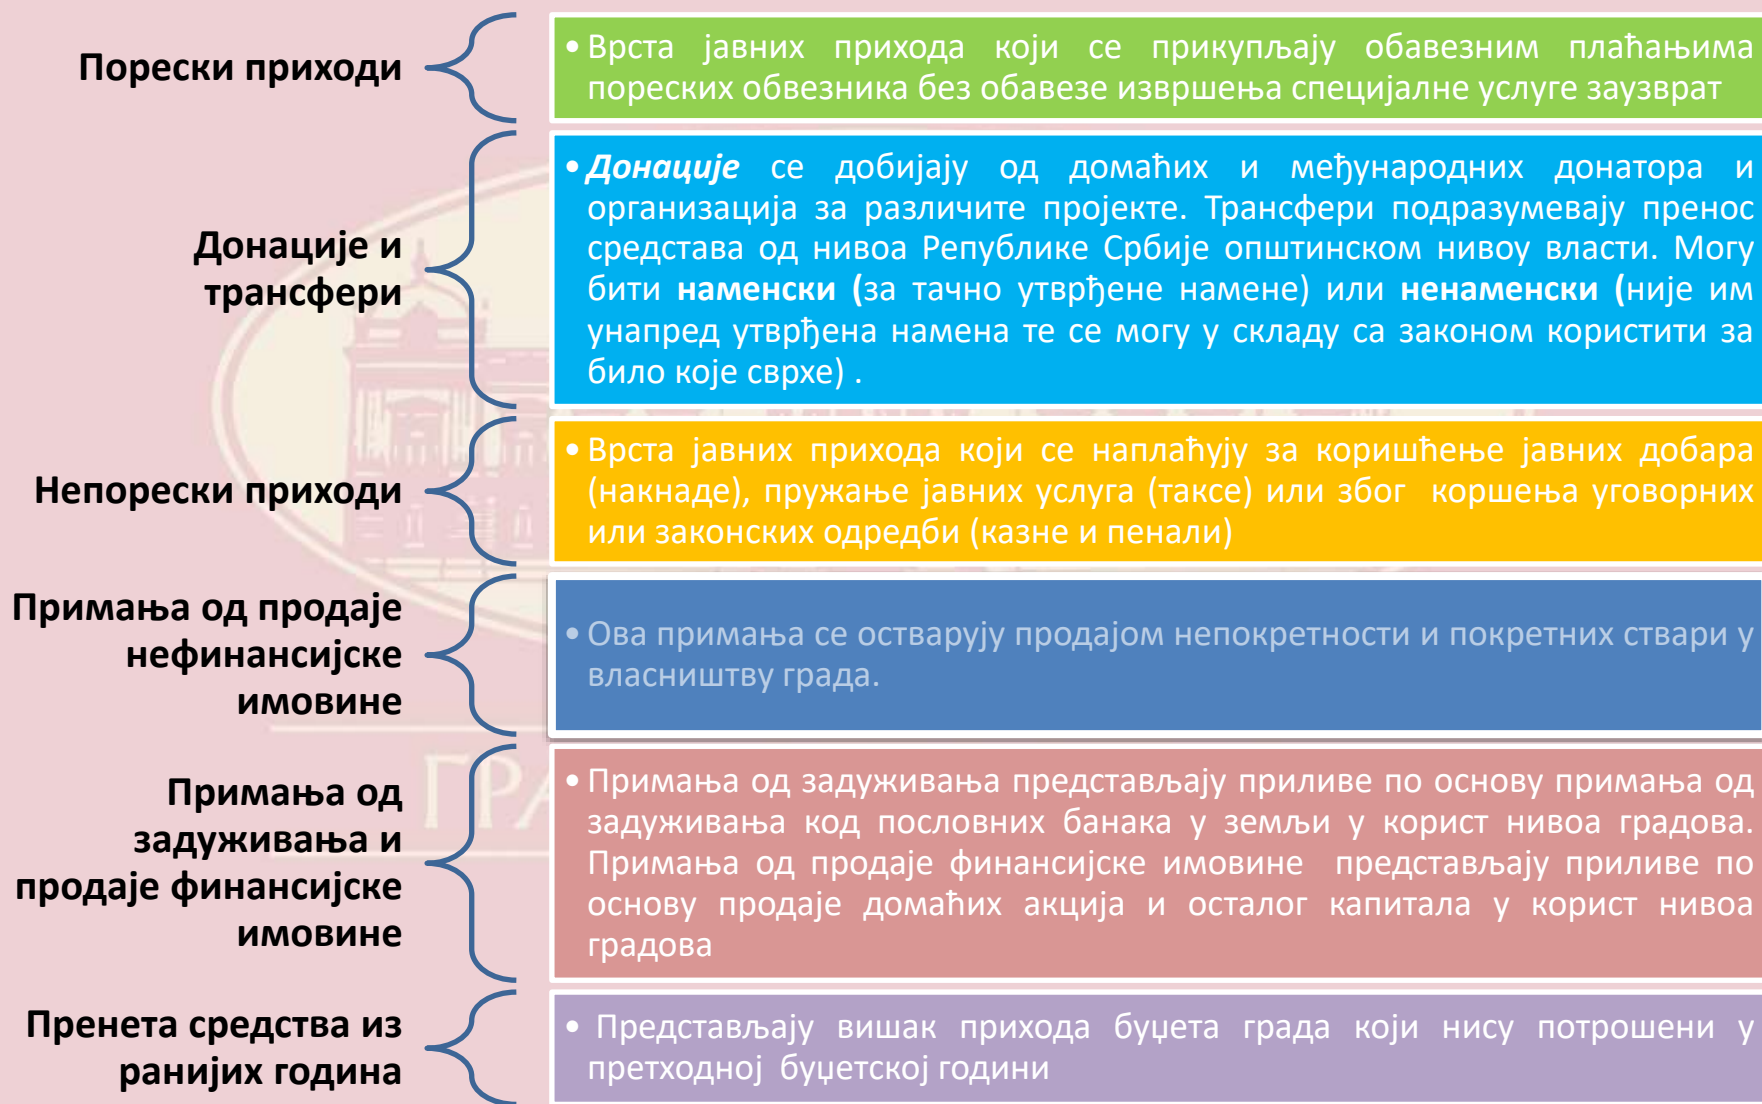 Порески приходи
• Врста јавних прихода који се прикупљају обавезним плаћањима
пореских обвезника без обавезе извршења специјалне услуге заузврат
Донације и
трансфери
• Донације се добијају од домаћих и међународних донатора и
организација за различите пројекте. Трансфери подразумевају пренос
средстава од нивоа Републике Србије општинском нивоу власти. Могу
бити наменски (за тачно утврђене намене) или ненаменски (није им
унапред утврђена намена те се могу у складу са законом користити за
било које сврхе) .
Непорески приходи
• Врста јавних прихода који се наплаћују за коришћење јавних добара
(накнаде), пружање јавних услуга (таксе) или због коршења уговорних
или законских одредби (казне и пенали)
Примања од продаје
нефинансијске
имовине
• Ова примања се остварују продајом непокретности и покретних ствари у
власништву града.
Примања од
задуживања и
продаје финансијске
имовине
• Примања од задуживања представљају приливе по основу примања од
задуживања код пословних банака у земљи у корист нивоа градова.
Примања од продаје финансијске имовине представљају приливе по
основу продаје домаћих акција и осталог капитала у корист нивоа
градова
Пренета средства из
ранијих година
• Представљају вишак прихода буџета града који нису потрошени у
претходној буџетској години